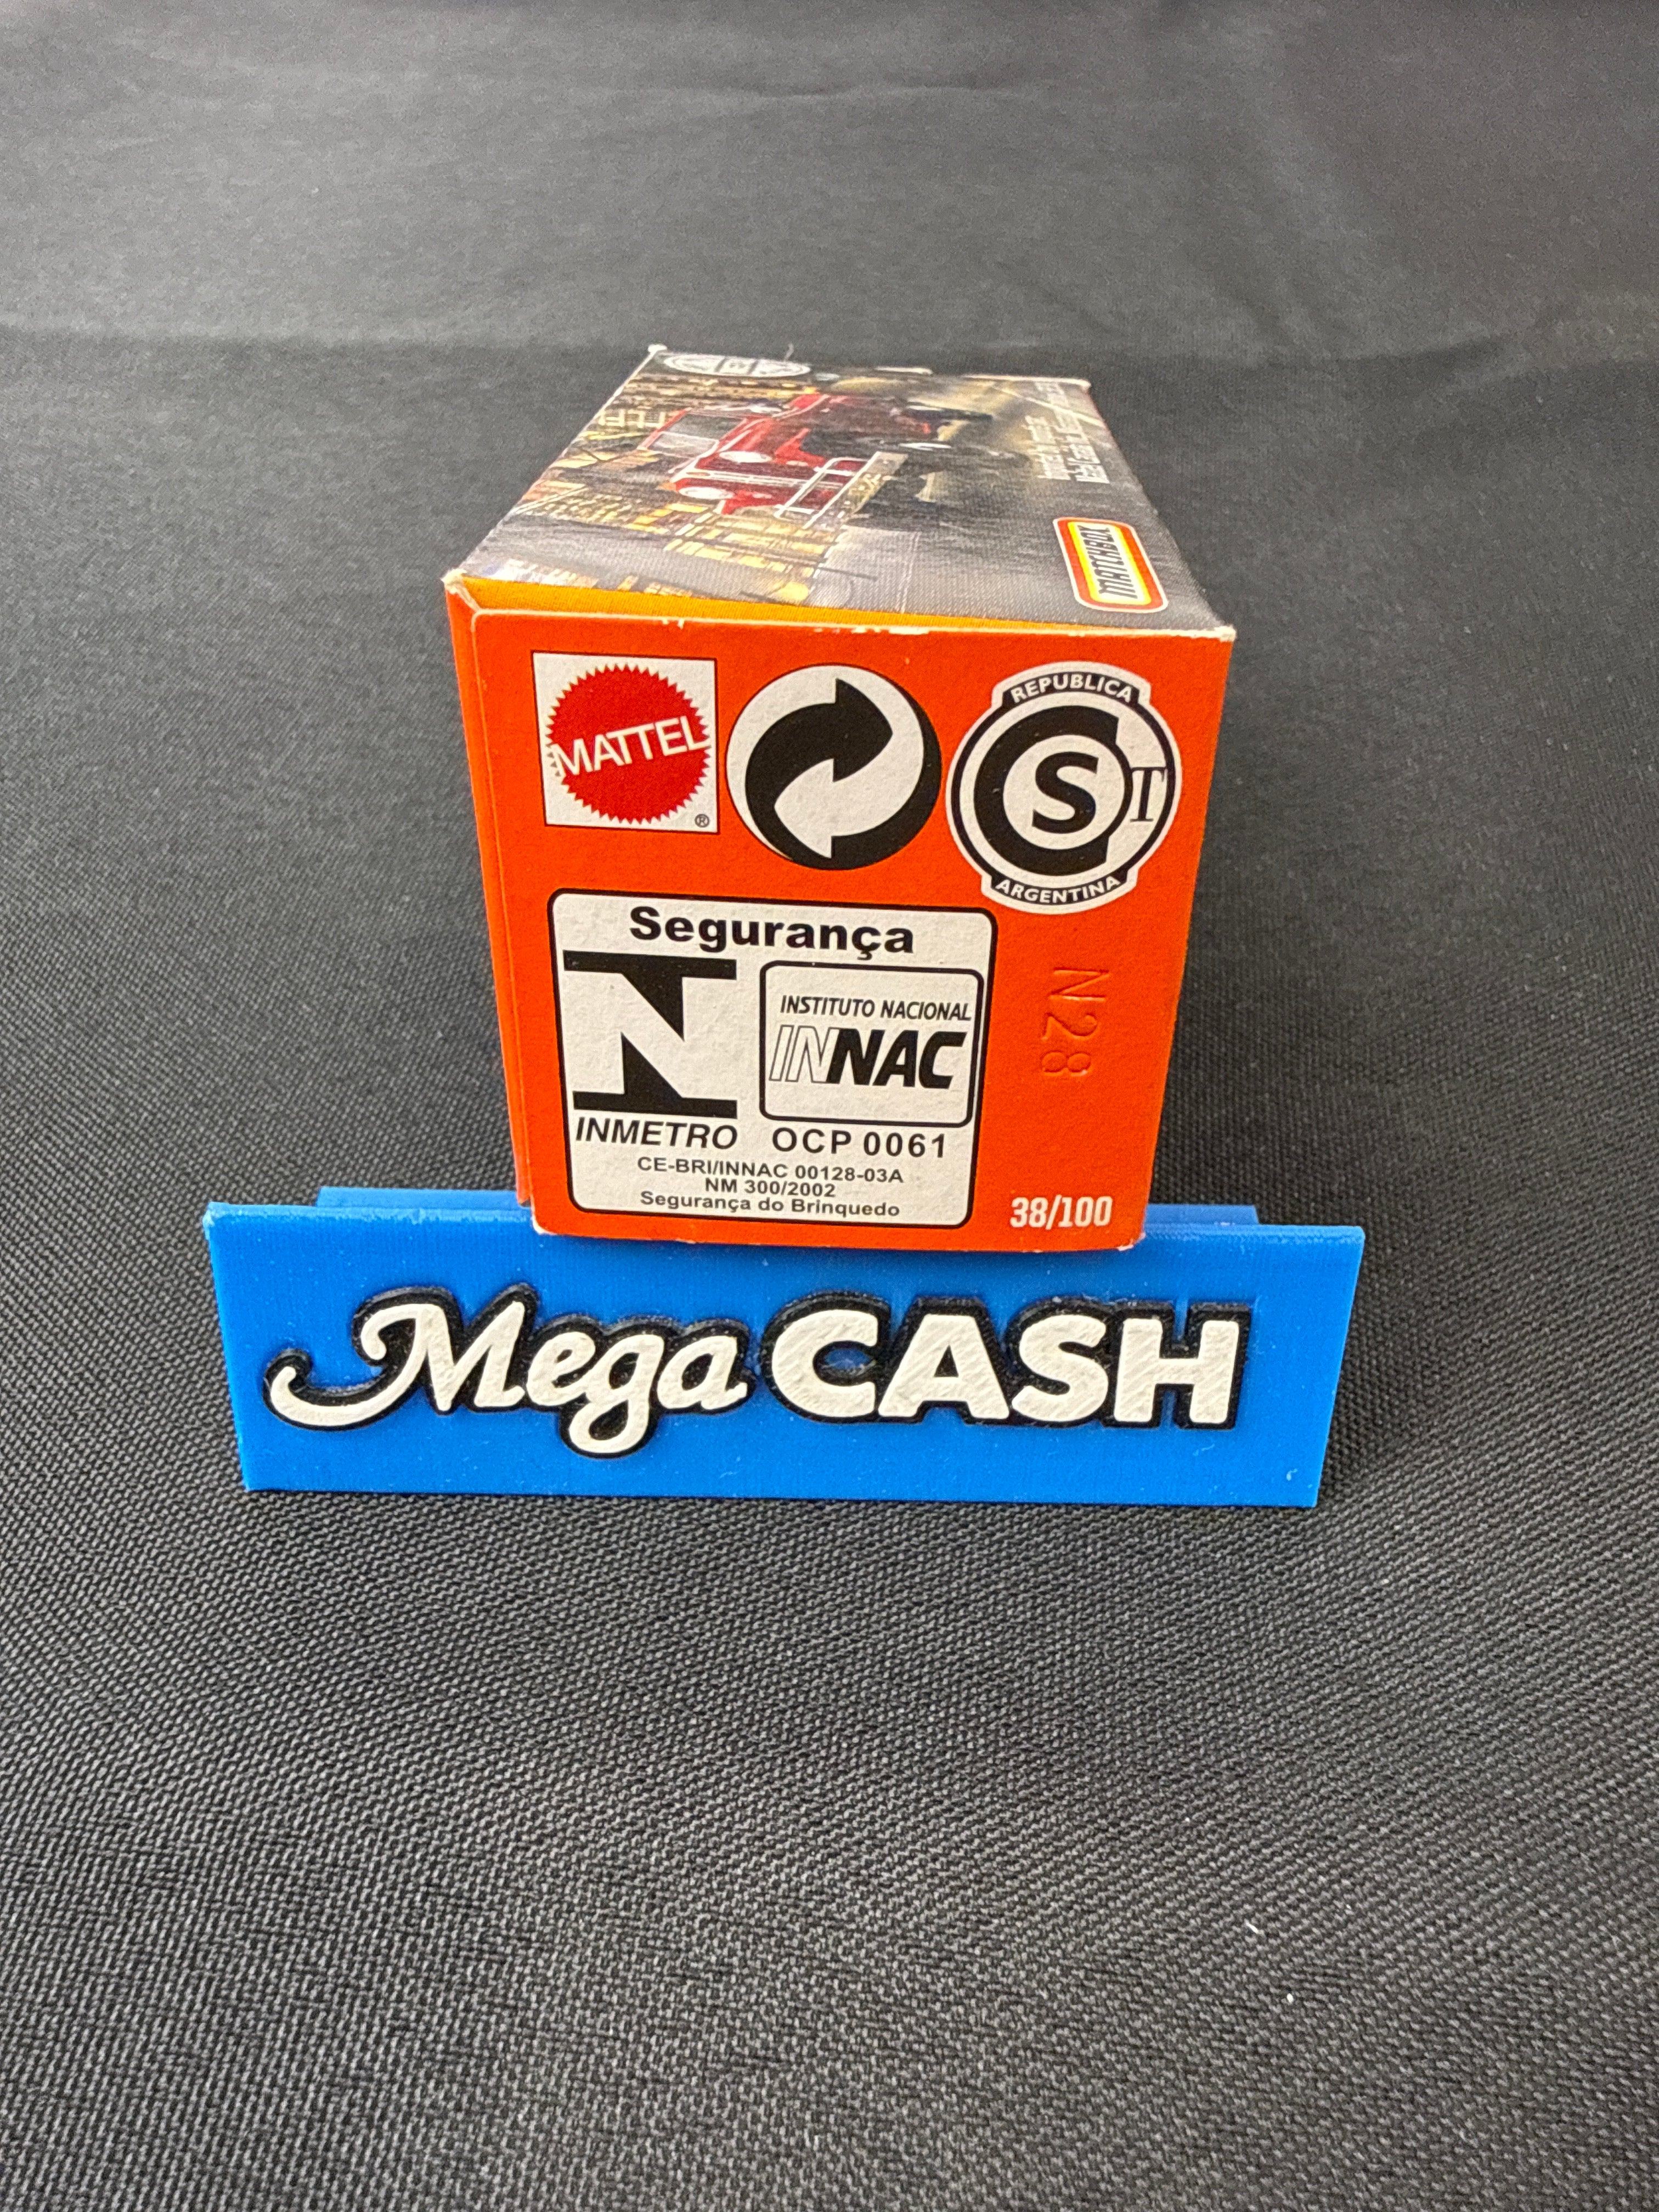 MATCHBOX
MATTEL
®
REPUBLICA
CST
ARGENTINA
Segurança
N
INSTITUTO NACIONAL
INNAC
INMETRO OCP 0061
CE-BRI/INNAC 00128-03A
NM 300/2002
Segurança do Brinquedo
N28
38/100
Mega CASH